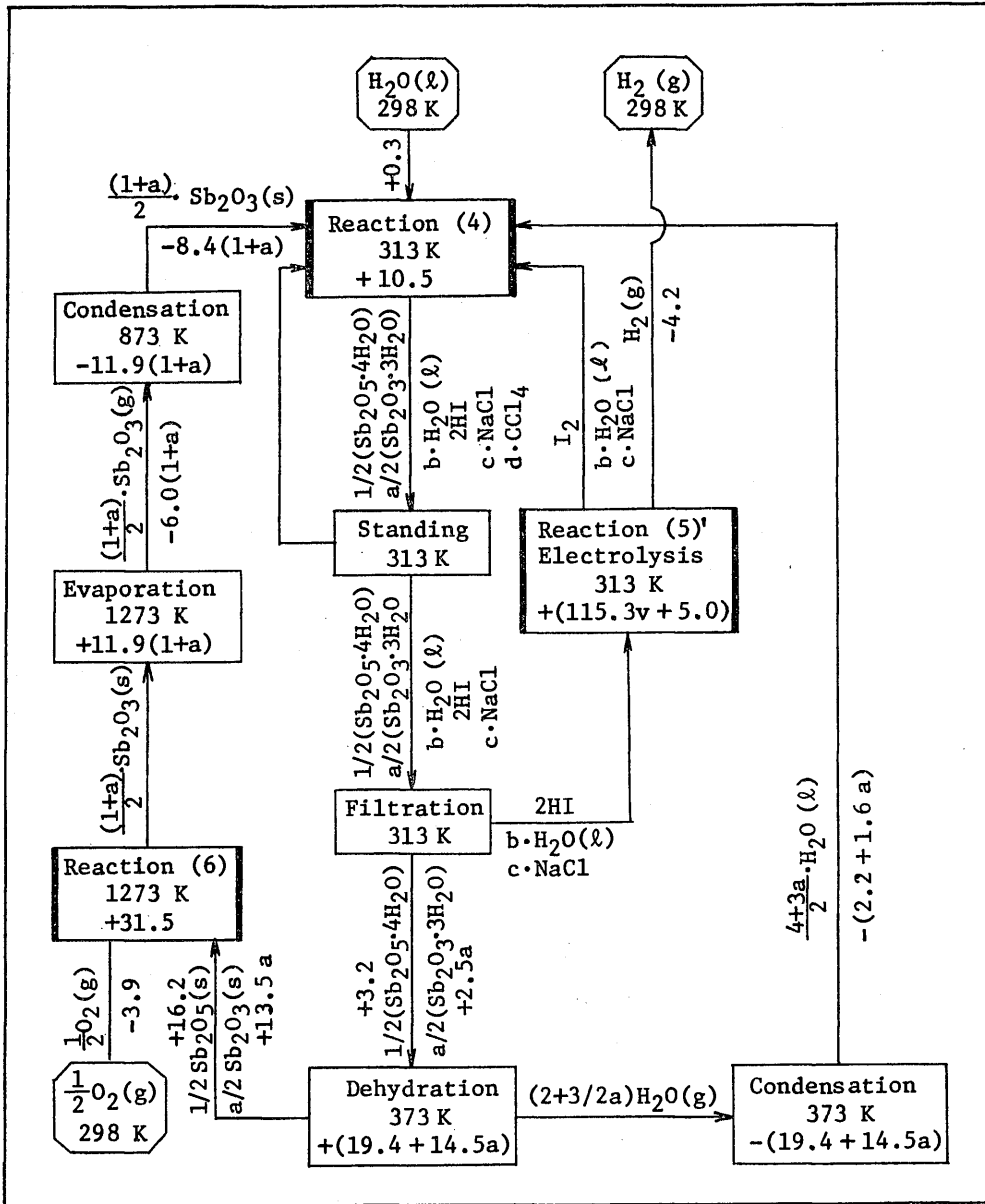 H₂O(ℓ)
298 K
H₂ (g)
298 K
+0.3
(1+a)/2 · Sb₂O₃(s)
-8.4(1+a)
Reaction (4)
313 K
+10.5
Condensation
873 K
-11.9(1+a)
1/2(Sb₂O₅·4H₂O)
a/2(Sb₂O₃·3H₂O)
b·H₂O (ℓ)
2HI
c·NaCl
d·CCl₄
I₂
b·H₂O (ℓ)
c·NaCl
H₂(g)
-4.2
(1+a)/2 ·Sb₂O₃(g)
-6.0(1+a)
Standing
313 K
Reaction (5)'
Electrolysis
313 K
+(115.3v + 5.0)
Evaporation
1273 K
+11.9(1+a)
1/2(Sb₂O₅·4H₂O)
a/2(Sb₂O₃·3H₂O
b·H₂O (ℓ)
2HI
c·NaCl
(1+a)/2 ·Sb₂O₃(s)
Filtration
313 K
2HI
b·H₂O(ℓ)
c·NaCl
4+3a/2 ·H₂O(ℓ)
-(2.2 + 1.6 a)
Reaction (6)
1273 K
+31.5
1/2 O₂(g)
-3.9
+16.2
1/2Sb₂O₅(s)
a/2 Sb₂O₃(s)
+13.5 a
+3.2
1/2(Sb₂O₅·4H₂O)
a/2(Sb₂O₃·3H₂O)
+2.5a
1/2 O₂(g)
298 K
Dehydration
373 K
+(19.4 + 14.5a)
(2+3/2a)H₂O(g)
Condensation
373 K
-(19.4 + 14.5a)